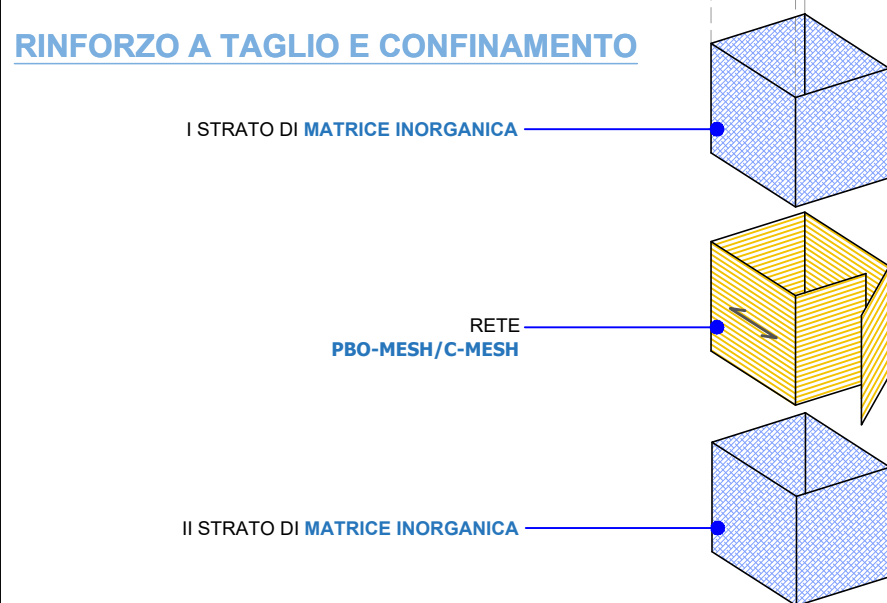 RINFORZO A TAGLIO E CONFINAMENTO
I STRATO DI MATRICE INORGANICA
RETE
PBO-MESH/C-MESH
II STRATO DI MATRICE INORGANICA